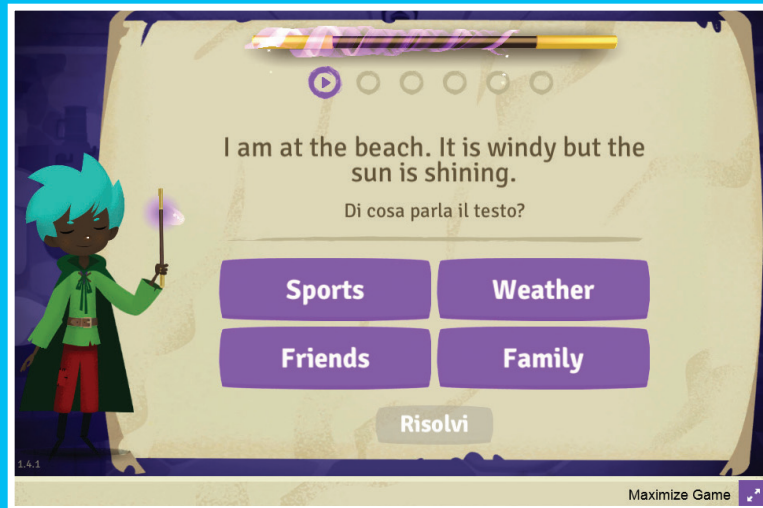 I am at the beach. It is windy but the
sun is shining.
Di cosa parla il testo?
Sports
Weather
Friends
Family
Risolvi
1.4.1
Maximize Game